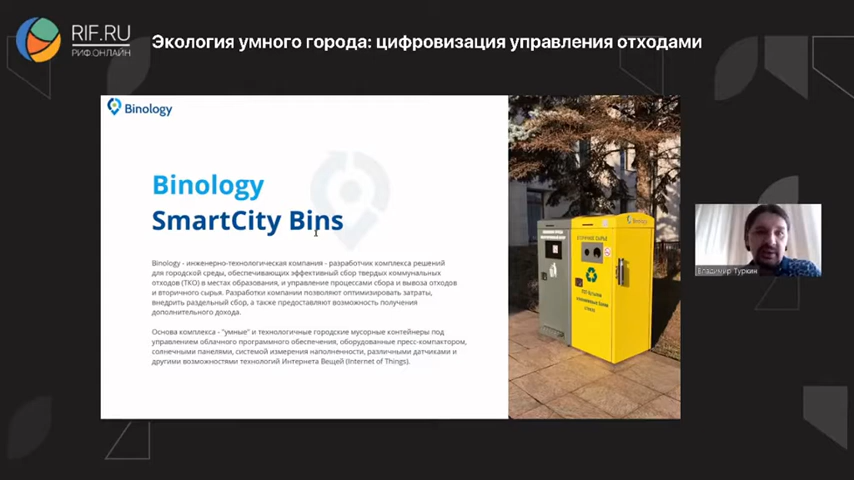 RIF.RU
РИФ.ОНЛАЙН
Экология умного города: цифровизация управления отходами
Binology
Binology
SmartCity Bins
Binology - инженерно-технологическая компания - разработчик комплекса решений
для городской среды, обеспечивающих эффективный сбор твердых коммунальных
отходов (ТКО) в местах образования, и управление процессами сбора и вывоза отходов
и вторичного сырья. Разработки компании позволяют оптимизировать затраты,
внедрить раздельный сбор, а также предоставляют возможность получения
дополнительного дохода.
Основа комплекса - "умные" и технологичные городские мусорные контейнеры под
управлением облачного программного обеспечения, оборудованные пресс-компактором,
солнечными панелями, системой измерения наполненности, различными датчиками и
другими возможностями технологий Интернета Вещей (Internet of Things).
Binology
ВТОРИЧНОЕ СЫРЬЕ
Владимир Туркин